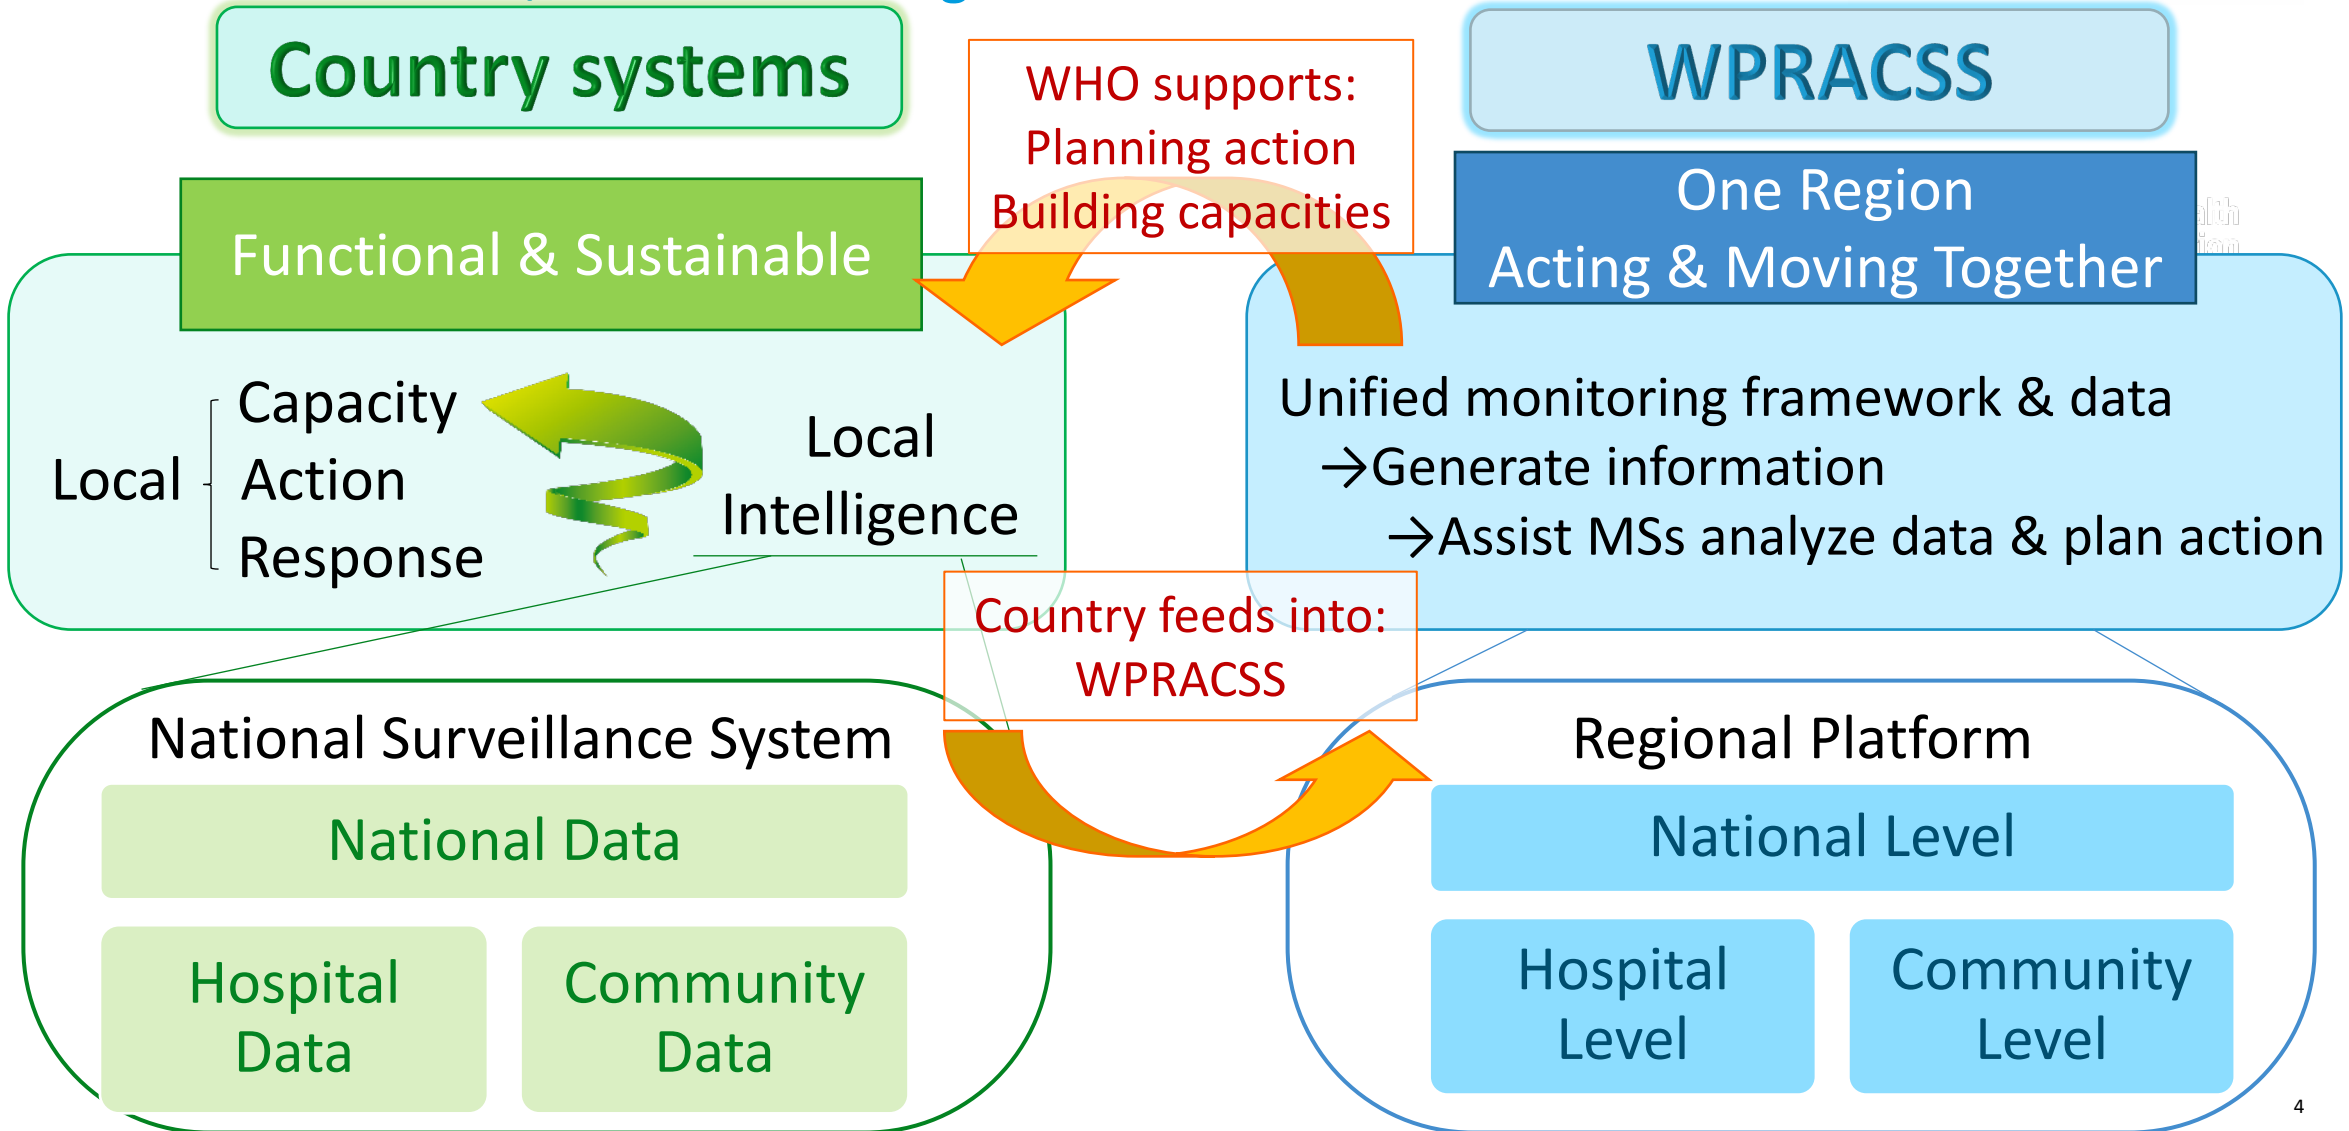 Country systems
WHO supports:
Planning action
Building capacities
WPRACSS
One Region
Acting & Moving Together
Functional & Sustainable
Local
Capacity
Action
Response
Local
Intelligence
Unified monitoring framework & data
→Generate information
→Assist MSs analyze data & plan action
Country feeds into:
WPRACSS
National Surveillance System
National Data
Hospital
Data
Community
Data
Regional Platform
National Level
Hospital
Level
Community
Level
4